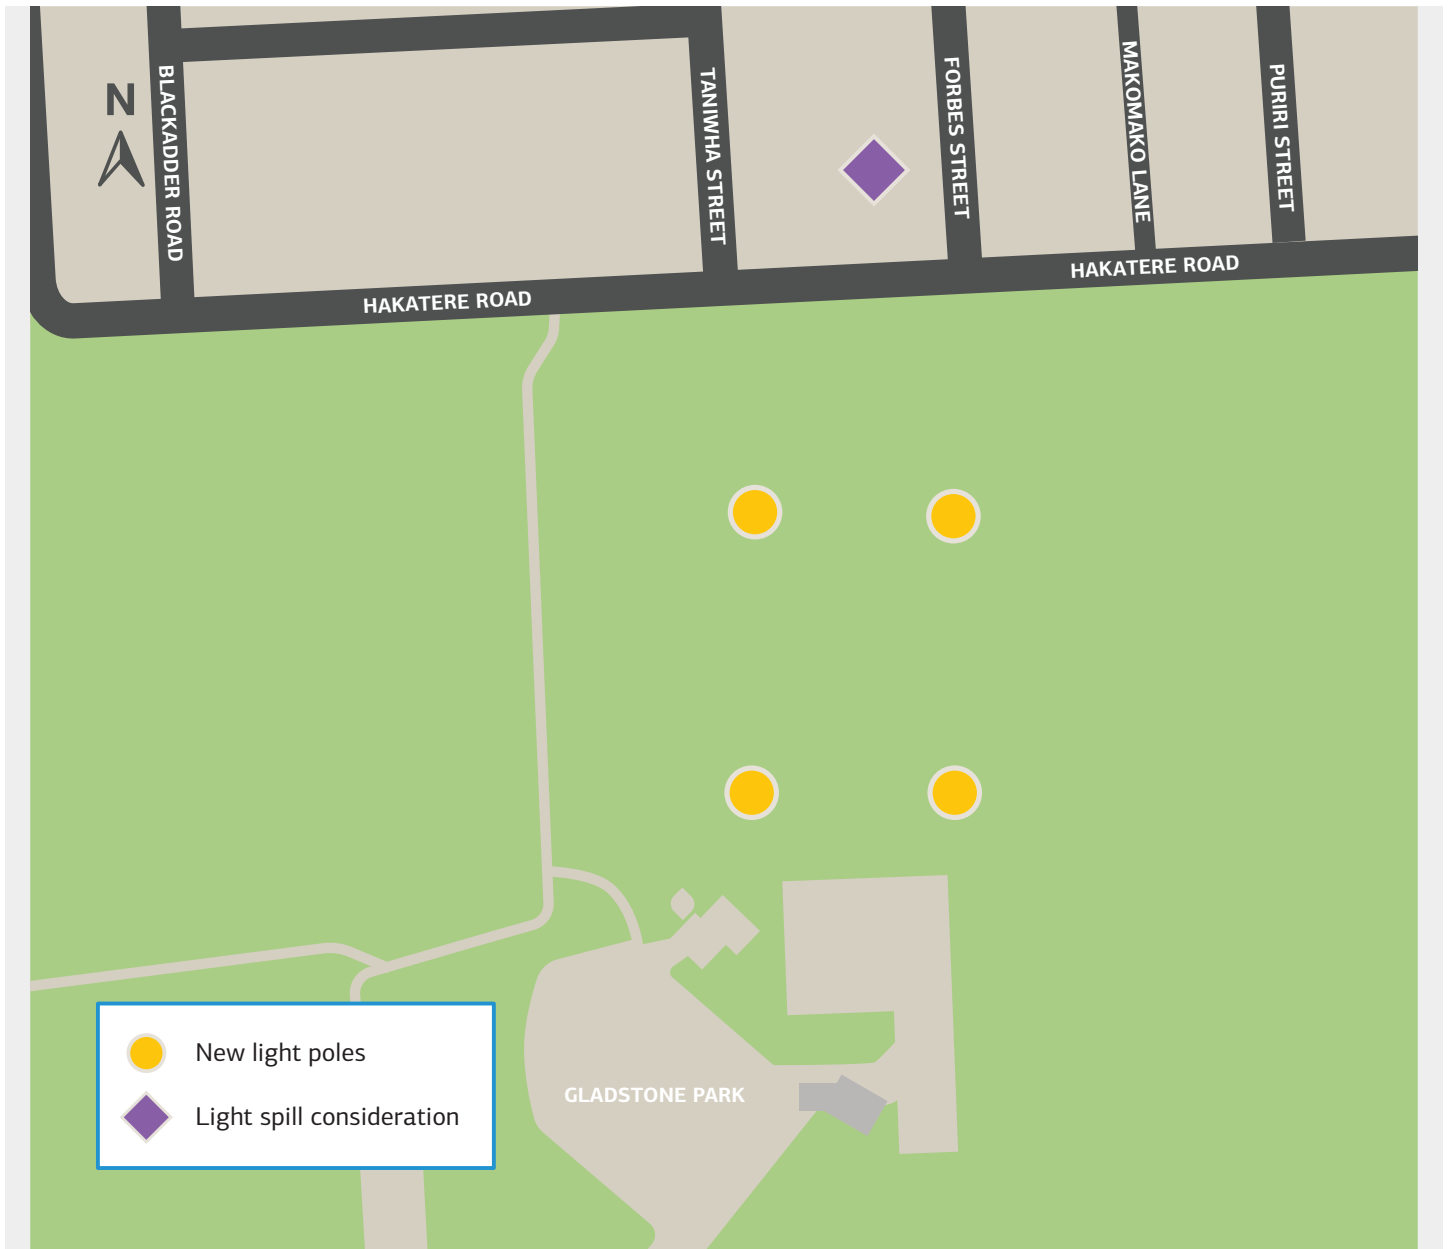 N
BLACKADDER ROAD
TANIWHA STREET
FORBES STREET
MAKOMAKO LANE
PURIRI STREET
HAKATERE ROAD
HAKATERE ROAD
GLADSTONE PARK
New light poles
Light spill consideration